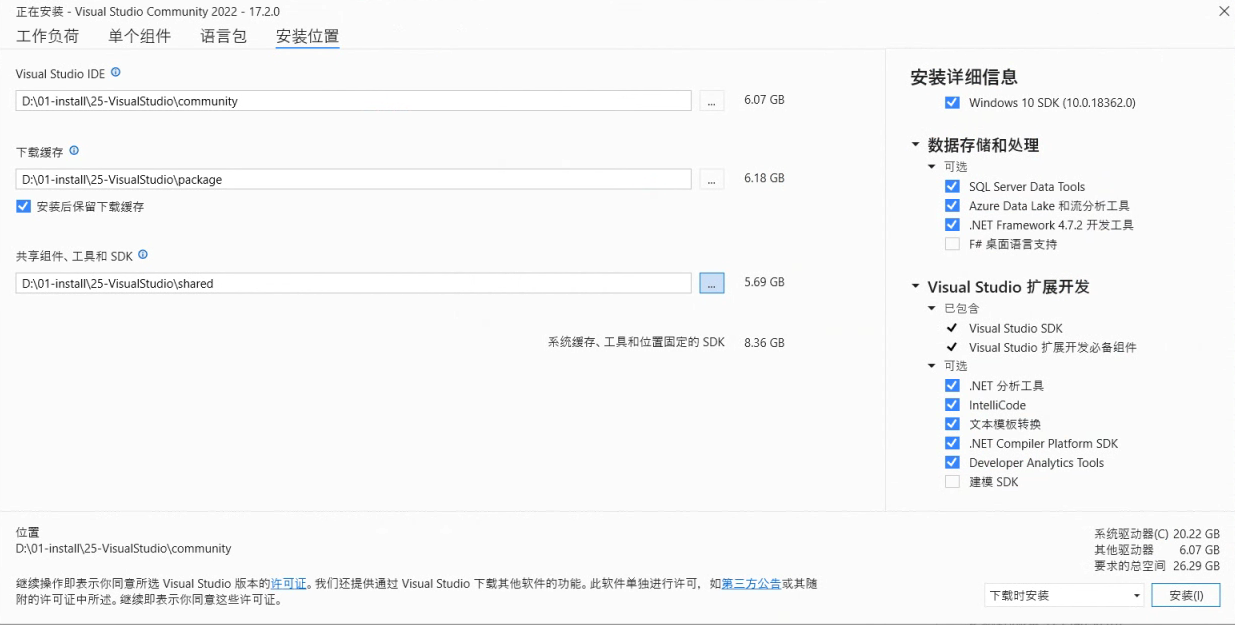 正在安装 - Visual Studio Community 2022 - 17.2.0
工作负荷 单个组件 语言包 安装位置
Visual Studio IDE
D:\01-install\25-VisualStudio\community ... 6.07 GB
下载缓存
D:\01-install\25-VisualStudio\package ... 6.18 GB
安装后保留下载缓存
共享组件、工具和 SDK
D:\01-install\25-VisualStudio\shared ... 5.69 GB
系统缓存、工具和位置固定的 SDK 8.36 GB
安装详细信息
Windows 10 SDK (10.0.18362.0)
数据存储和处理
可选
SQL Server Data Tools
Azure Data Lake 和流分析工具
.NET Framework 4.7.2 开发工具
F# 桌面语言支持
Visual Studio 扩展开发
已包含
Visual Studio SDK
Visual Studio 扩展开发必备组件
可选
.NET 分析工具
IntelliCode
文本模板转换
.NET Compiler Platform SDK
Developer Analytics Tools
建模 SDK
位置
D:\01-install\25-VisualStudio\community
继续操作即表示你同意所选 Visual Studio 版本的许可证。我们还提供通过 Visual Studio 下载其他软件的功能。此软件单独进行许可，如第三方公告或其随
附的许可证中所述。继续即表示你同意这些许可证。
系统驱动器(C) 20.22 GB
其他驱动器 6.07 GB
要求的总空间 26.29 GB
下载时安装 安装(I)